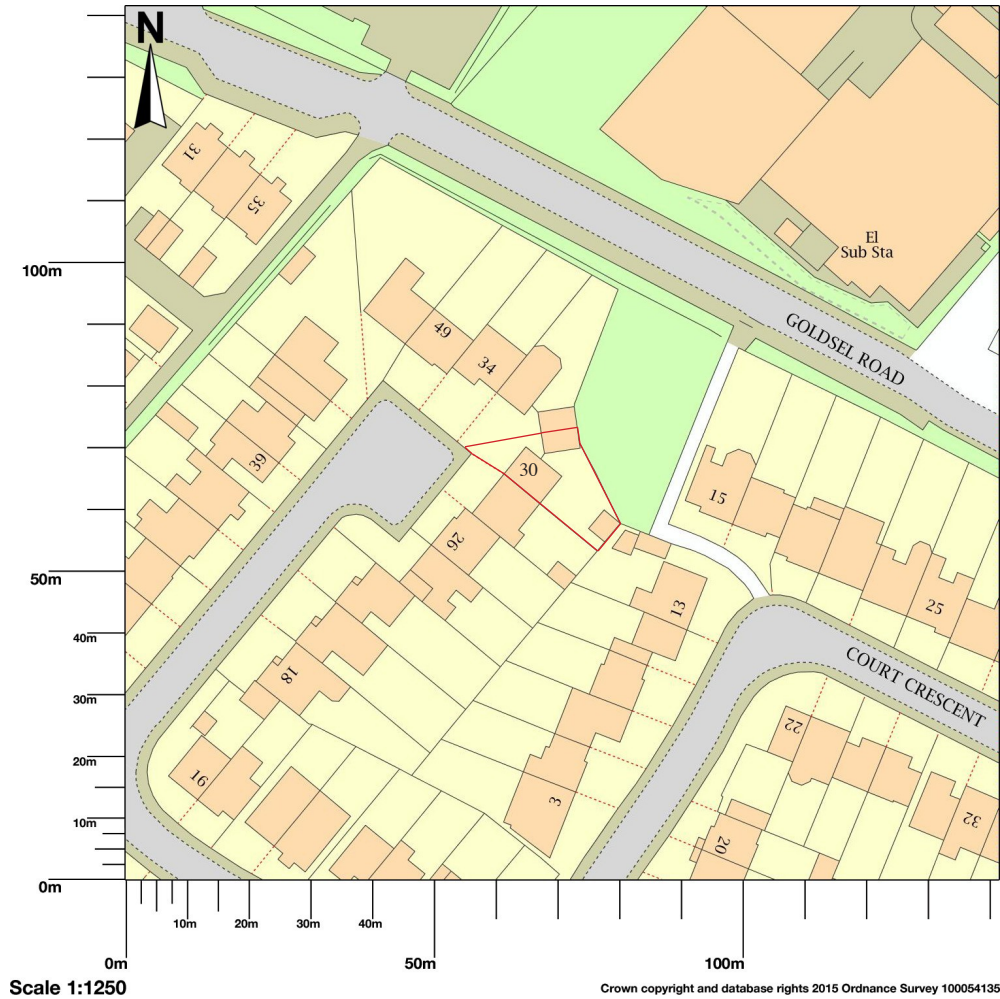 N
31
35
El
Sub Sta
100m
49
GOLDSEL ROAD
34
39
30
15
26
50m
13
25
40m
COURT CRESCENT
18
30m
22
20m
16
3
32
10m
20
0m
10m
20m
30m
40m
0m
50m
100m
Scale 1:1250
Crown copyright and database rights 2015 Ordnance Survey 100054135